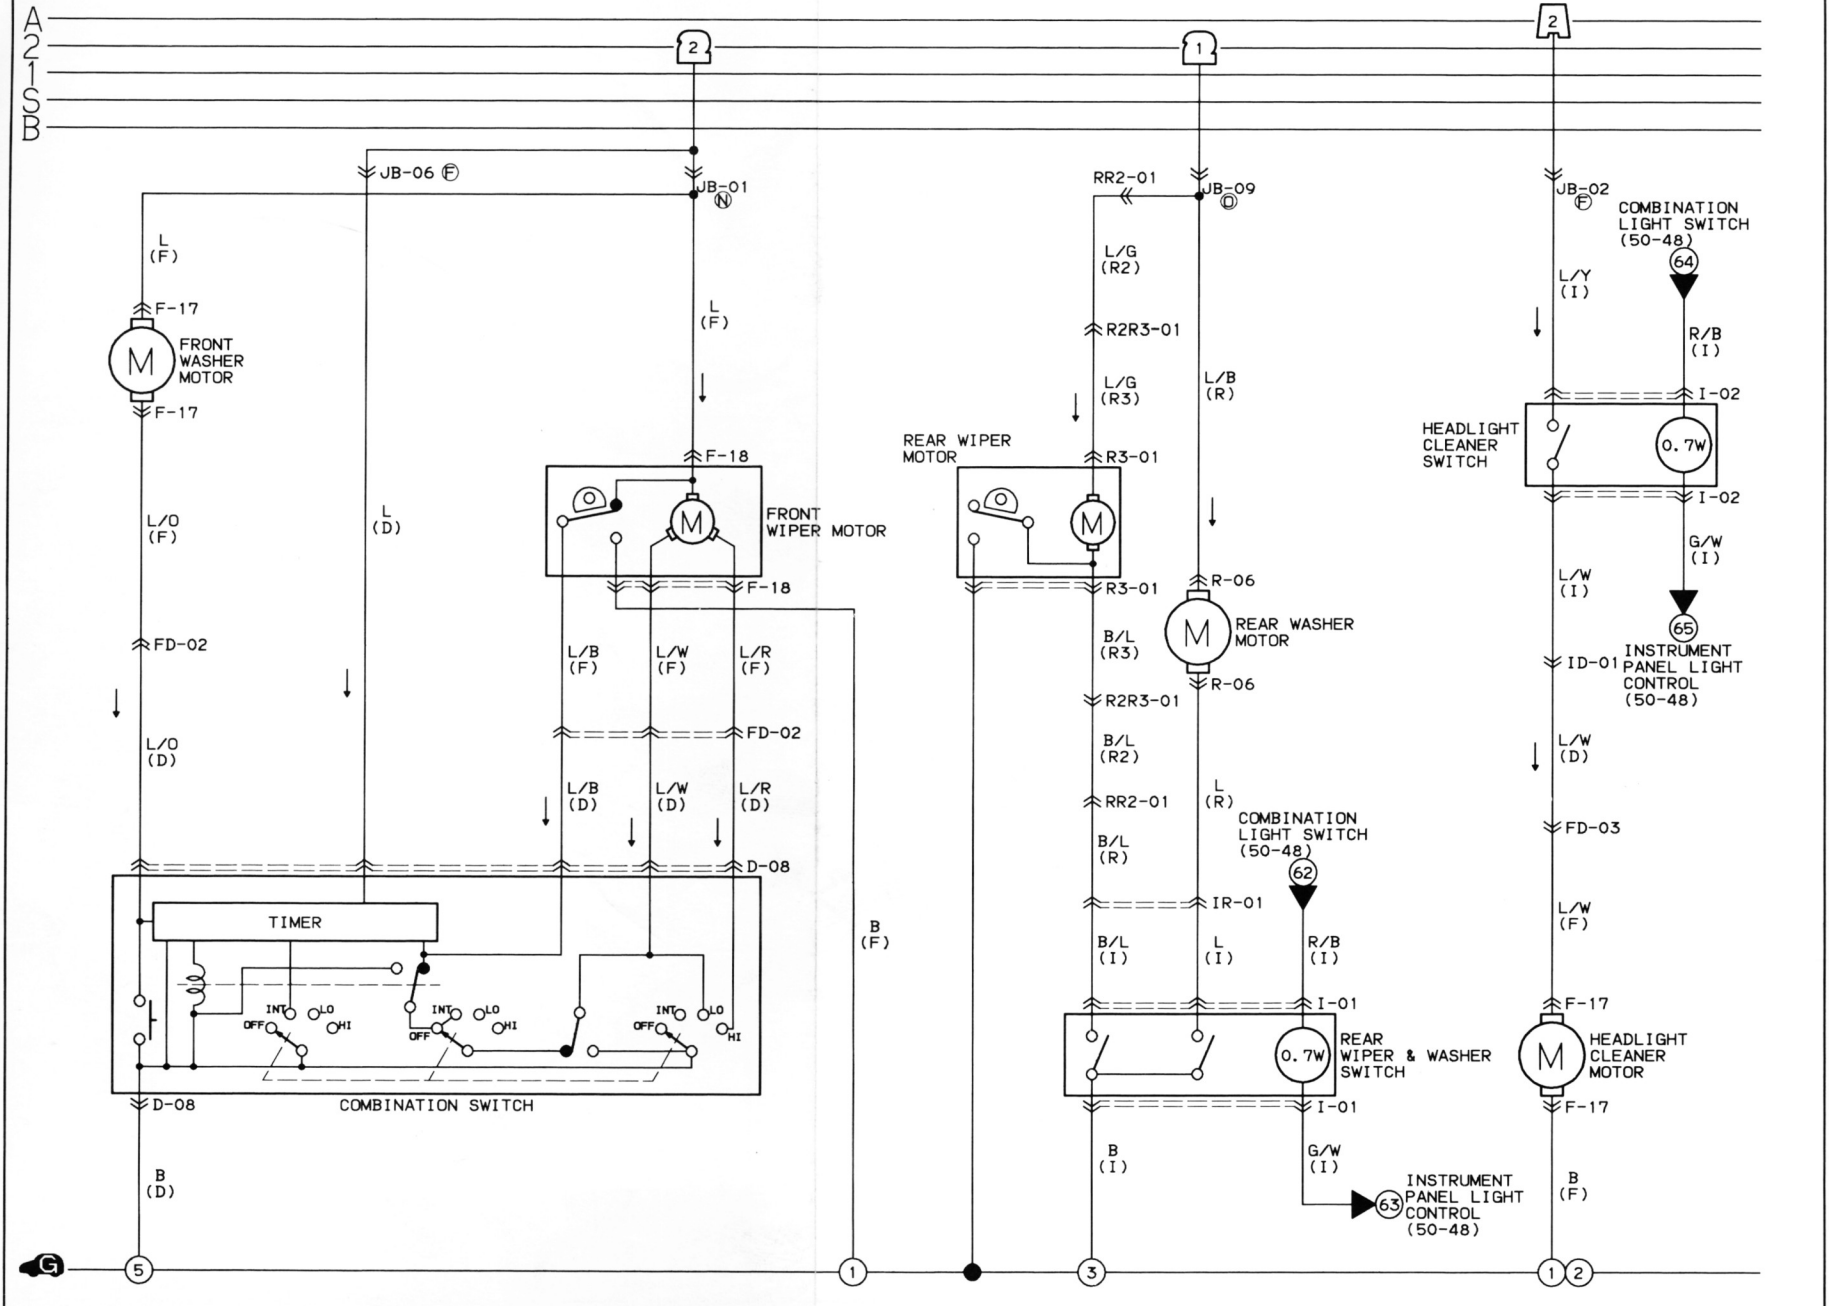 A
2
1
S
B
2
1
2
JB-06 F
JB-01
N
RR2-01
JB-09
O
JB-02
F
COMBINATION
LIGHT SWITCH
(50-48)
64
L
(F)
L/G
(R2)
L/Y
(I)
F-17
L
(F)
R2R3-01
R/B
(I)
M
FRONT
WASHER
MOTOR
F-17
L/G
(R3)
L/B
(R)
I-02
HEADLIGHT
CLEANER
SWITCH
0.7W
REAR WIPER
MOTOR
F-18
R3-01
I-02
L/O
(F)
L
(D)
M
FRONT
WIPER MOTOR
M
G/W
(I)
F-18
R3-01
R-06
L/W
(I)
65
INSTRUMENT
PANEL LIGHT
CONTROL
(50-48)
FD-02
L/B
(F)
L/W
(F)
L/R
(F)
B/L
(R3)
M
REAR WASHER
MOTOR
R-06
ID-01
R2R3-01
L/O
(D)
FD-02
B/L
(R2)
L/W
(D)
L/B
(D)
L/W
(D)
L/R
(D)
RR2-01
L
(R)
COMBINATION
LIGHT SWITCH
(50-48)
62
FD-03
B/L
(R)
D-08
TIMER
IR-01
L/W
(F)
B
(F)
B/L
(I)
L
(I)
R/B
(I)
OFF
INT
LO
HI
OFF
INT
LO
HI
OFF
INT
LO
HI
I-01
F-17
0.7W
REAR
WIPER & WASHER
SWITCH
M
HEADLIGHT
CLEANER
MOTOR
D-08
COMBINATION SWITCH
I-01
F-17
B
(D)
B
(I)
G/W
(I)
63
INSTRUMENT
PANEL LIGHT
CONTROL
(50-48)
B
(F)
G
5
1
3
1
2